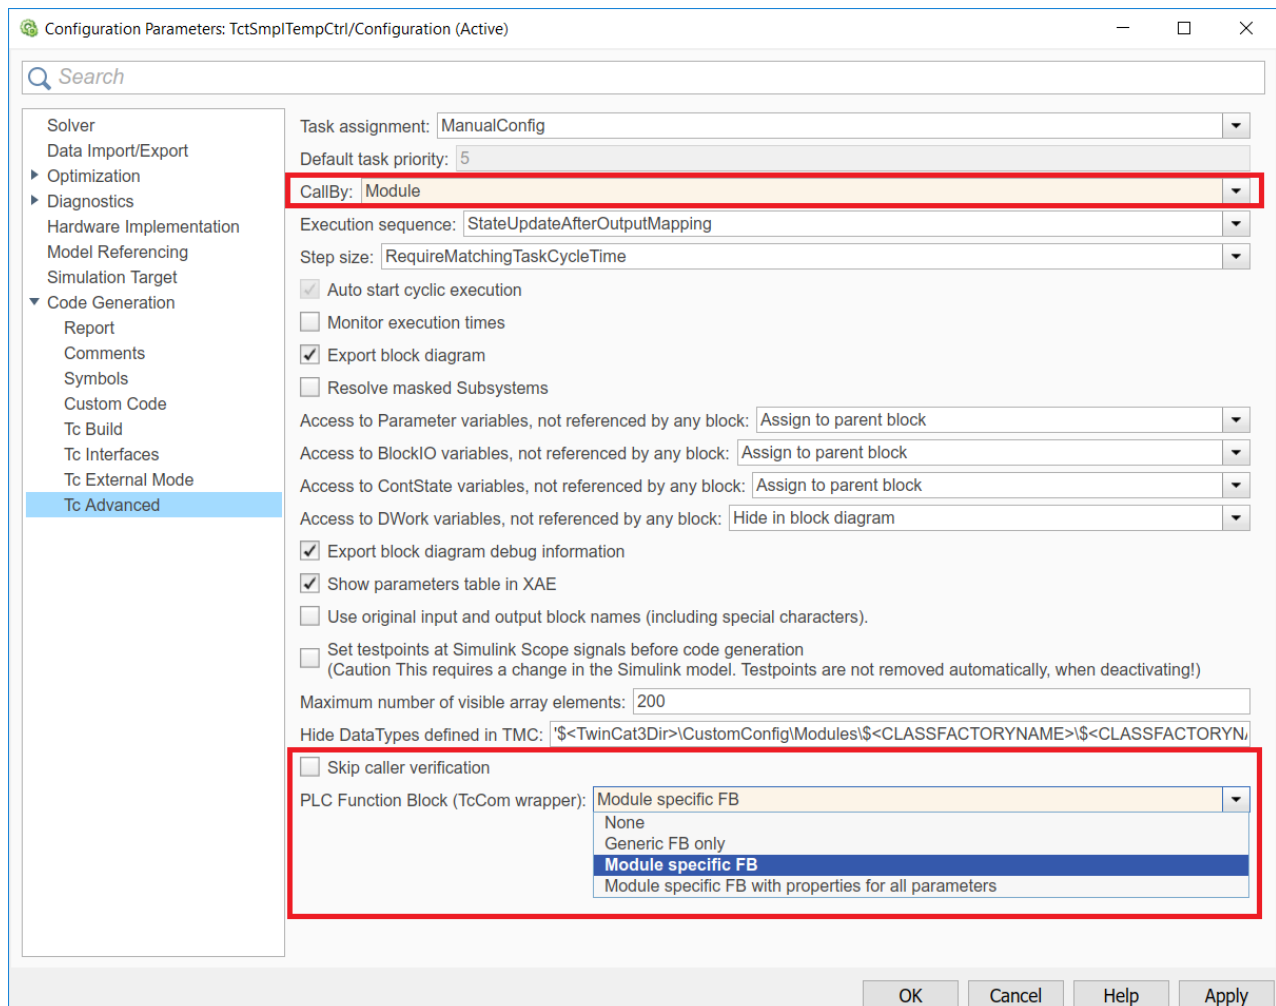 Configuration Parameters: TctSmplTempCtrl/Configuration (Active)
Search
Solver
Data Import/Export
Optimization
Diagnostics
Hardware Implementation
Model Referencing
Simulation Target
Code Generation
Report
Comments
Symbols
Custom Code
Tc Build
Tc Interfaces
Tc External Mode
Tc Advanced
Task assignment: ManualConfig
Default task priority: 5
CallBy: Module
Execution sequence: StateUpdateAfterOutputMapping
Step size: RequireMatchingTaskCycleTime
Auto start cyclic execution
Monitor execution times
Export block diagram
Resolve masked Subsystems
Access to Parameter variables, not referenced by any block: Assign to parent block
Access to BlockIO variables, not referenced by any block: Assign to parent block
Access to ContState variables, not referenced by any block: Assign to parent block
Access to DWork variables, not referenced by any block: Hide in block diagram
Export block diagram debug information
Show parameters table in XAE
Use original input and output block names (including special characters).
Set testpoints at Simulink Scope signals before code generation
(Caution This requires a change in the Simulink model. Testpoints are not removed automatically, when deactivating!)
Maximum number of visible array elements: 200
Hide DataTypes defined in TMC: '$<TwinCat3Dir>\CustomConfig\Modules\$<CLASSFACTORYNAME>\$<CLASSFACTORYN
Skip caller verification
PLC Function Block (TcCom wrapper): Module specific FB
None
Generic FB only
Module specific FB
Module specific FB with properties for all parameters
OK Cancel Help Apply